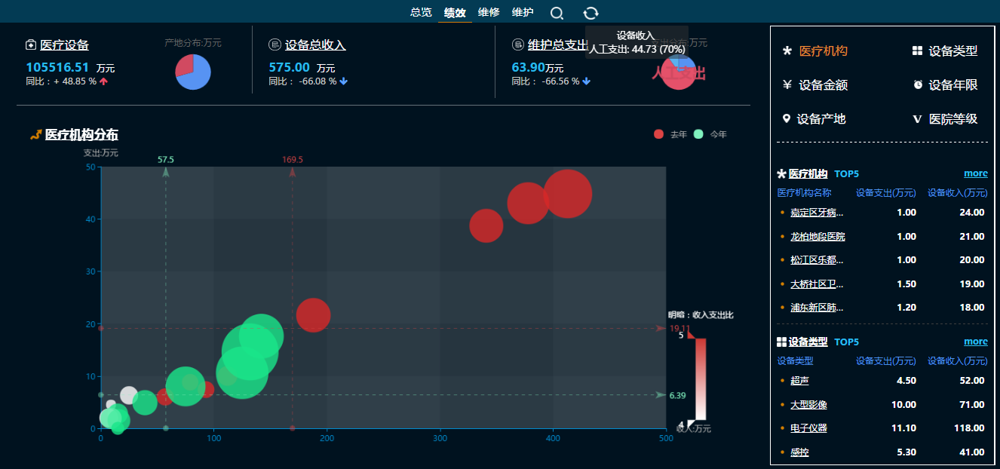 总览 绩效 维修 维护
医疗设备
产地分布:万元
105516.51 万元
同比：+ 48.85 %
设备总收入
575.00 万元
同比： -66.08 %
维护总支出
63.90万元
同比： -66.56 %
支出分布:万元
设备收入
人工支出: 44.73 (70%)
人工支出
医疗机构分布
去年 今年
支出:万元
57.5 169.5
50
40
30
20
10
0
0 100 200 300 400 500
收入:万元
19.11
6.39
明暗：收入支出比
5
4
医疗机构 设备类型
设备金额 设备年限
设备产地 医院等级
医疗机构 TOP5 more
医疗机构名称 设备支出(万元) 设备收入(万元)
嘉定区牙病... 1.00 24.00
龙柏地段医院 1.00 21.00
松江区乐都... 1.00 20.00
大桥社区卫... 1.50 19.00
浦东新区肺... 1.20 18.00
设备类型 TOP5 more
设备类型 设备支出(万元) 设备收入(万元)
超声 4.50 52.00
大型影像 10.00 71.00
电子仪器 11.10 118.00
感控 5.30 41.00